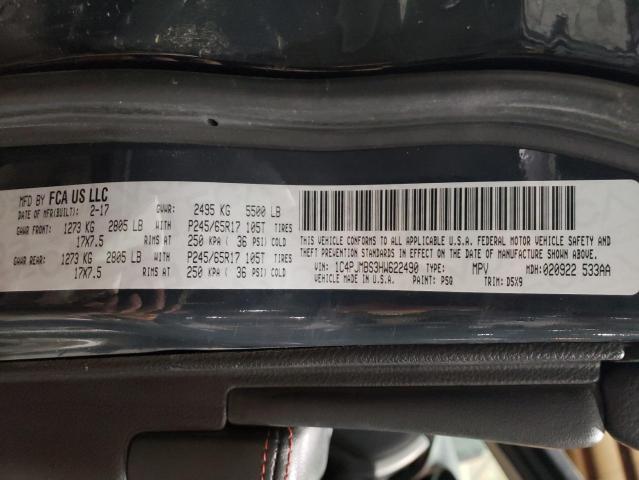 MFD BY FCA US LLC
DATE OF MFR(BUILT): 2-17 GVWR: 2495 KG 5500 LB
GAWR FRONT: 1273 KG 2805 LB WITH P245/65R17 105T TIRES
17X7.5 RIMS AT 250 KPA ( 36 PSI) COLD
GAWR REAR: 1273 KG 2805 LB WITH P245/65R17 105T TIRES
17X7.5 RIMS AT 250 KPA ( 36 PSI) COLD
THIS VEHICLE CONFORMS TO ALL APPLICABLE U.S.A. FEDERAL MOTOR VEHICLE SAFETY AND
THEFT PREVENTION STANDARDS IN EFFECT ON THE DATE OF MANUFACTURE SHOWN ABOVE.
VIN: 1C4PJMBS3HW622490 TYPE: MPV MDH: 020922 533AA
VEHICLE MADE IN U.S.A. PAINT: PSQ TRIM: D5X9